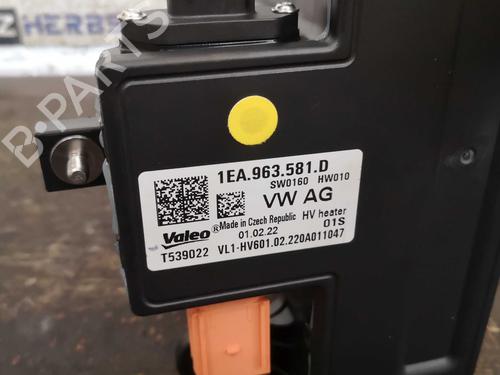 HERBST
B-PARTS
1EA.963.581.D
SW0160 HW010
VW AG
Valeo® Made in Czech Republic HV heater
01.02.22 01S
T539022 VL1-HV601.02.220A011047